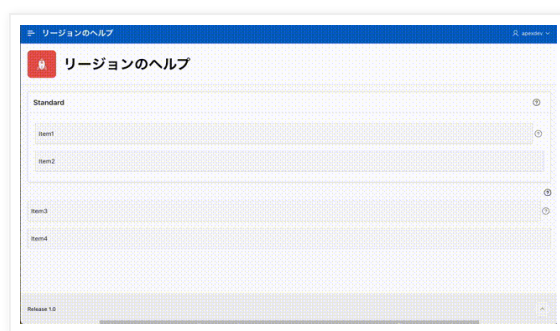 リージョンのヘルプ
apexdev
リージョンのヘルプ
Standard
Item1
Item2
Item3
Item4
Release 1.0